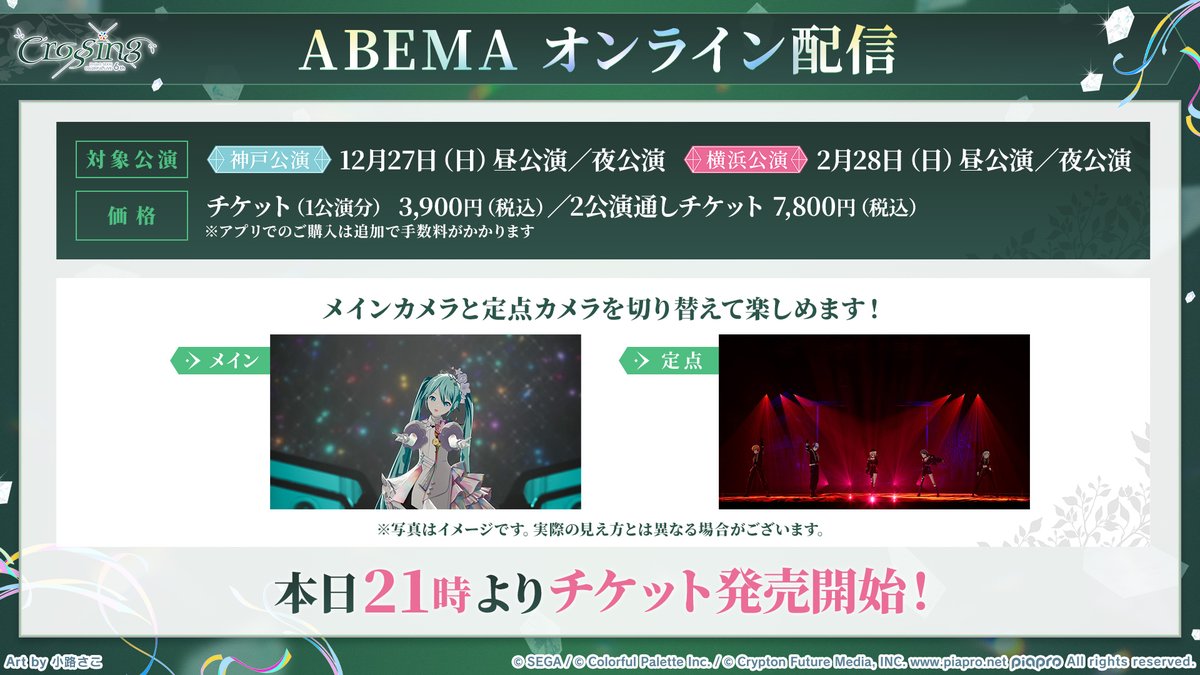 Crossing
ABEMA オンライン配信
対象公演 神戸公演 12月27日（日）昼公演／夜公演 横浜公演 2月28日（日）昼公演／夜公演
価格 チケット（1公演分） 3,900円（税込）／2公演通しチケット 7,800円（税込）
※アプリでのご購入は追加で手数料がかかります
メインカメラと定点カメラを切り替えて楽しめます！
メイン
定点
※写真はイメージです。実際の見え方とは異なる場合がございます。
本日21時よりチケット発売開始！
Art by 小路さこ
© SEGA / © Colorful Palette Inc. / © Crypton Future Media, INC. www.piapro.net piapro All rights reserved.